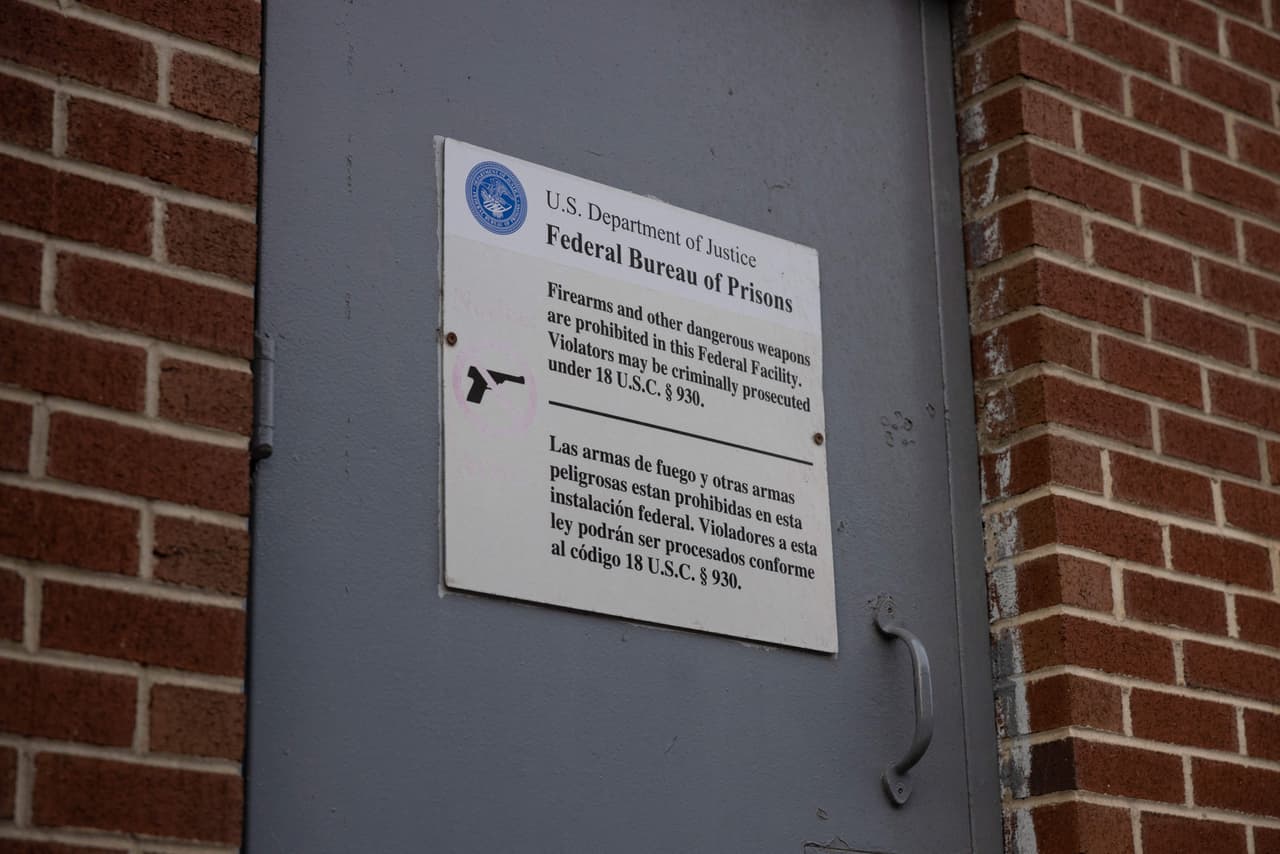 U.S. Department of Justice
Federal Bureau of Prisons
Firearms and other dangerous weapons
are prohibited in this Federal Facility.
Violators may be criminally prosecuted
under 18 U.S.C. § 930.
Las armas de fuego y otras armas
peligrosas estan prohibidas en esta
instalación federal. Violadores a esta
ley podrán ser procesados conforme
al código 18 U.S.C. § 930.